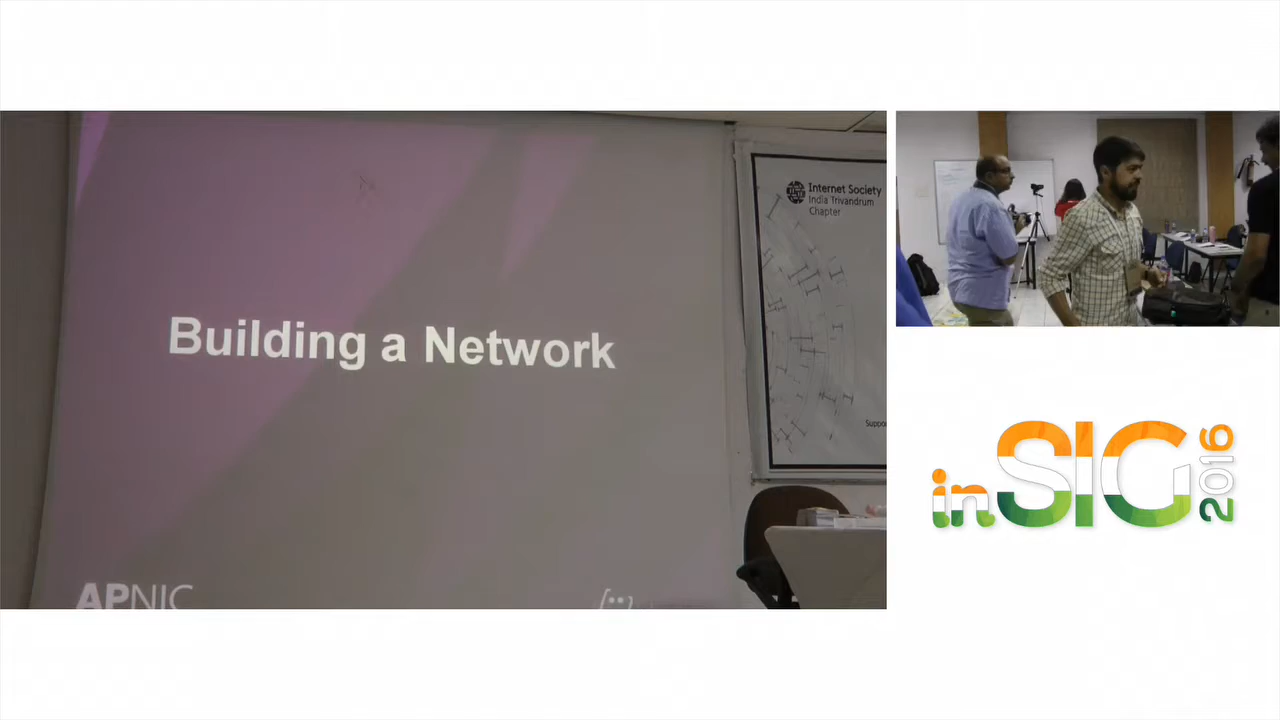 Building a Network
APNIC
Internet Society
India Trivandrum
Chapter
inSIG 2016